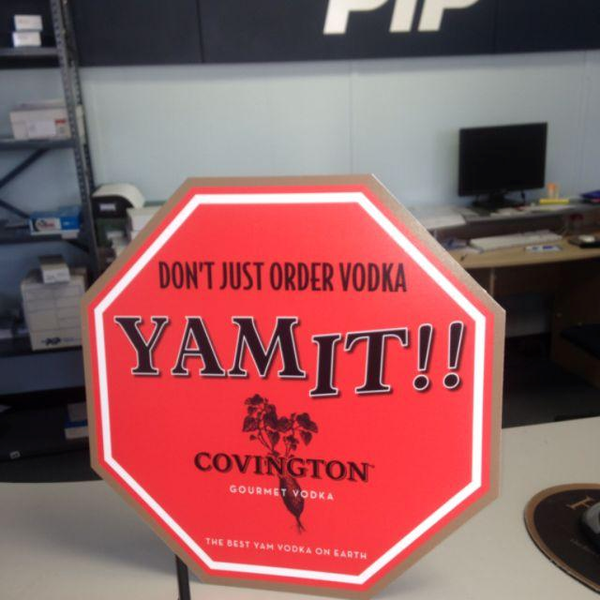 PIP
DON'T JUST ORDER VODKA
YAMIT!!
COVINGTON
GOURMET VODKA
THE BEST YAM VODKA ON EARTH